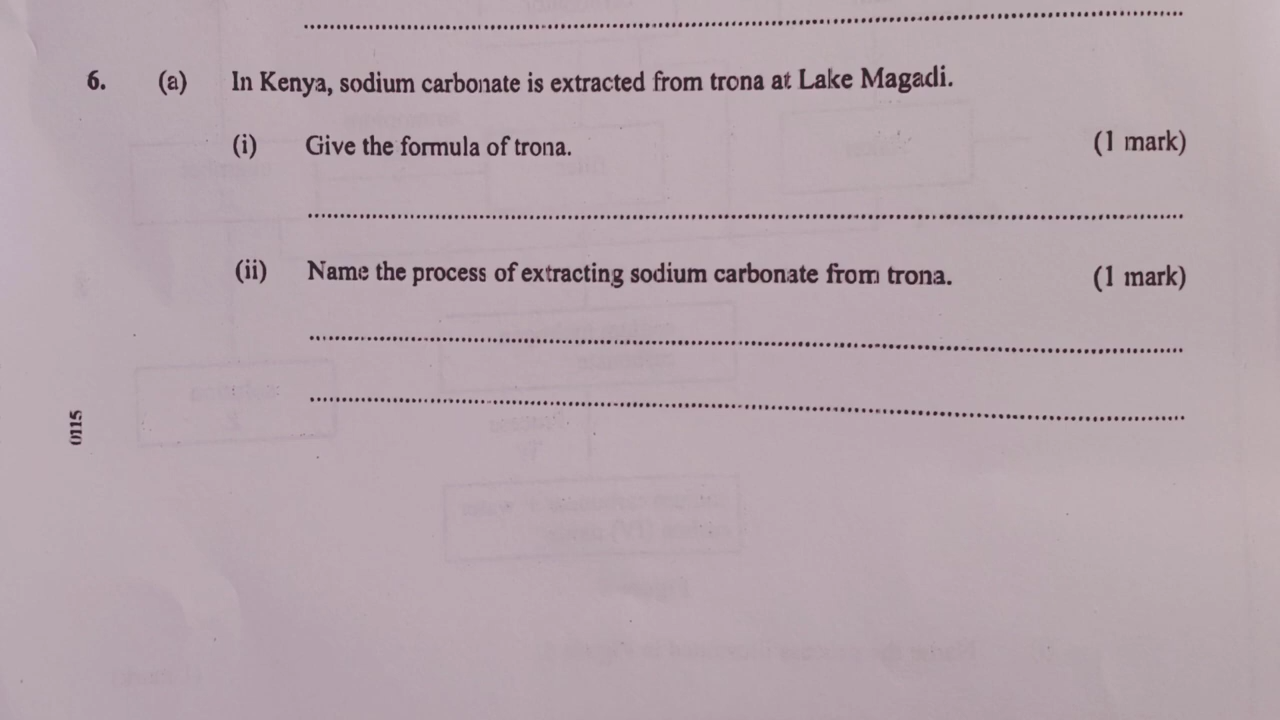 6. (a) In Kenya, sodium carbonate is extracted from trona at Lake Magadi.
(i) Give the formula of trona. (1 mark)
(ii) Name the process of extracting sodium carbonate from trona. (1 mark)
0115